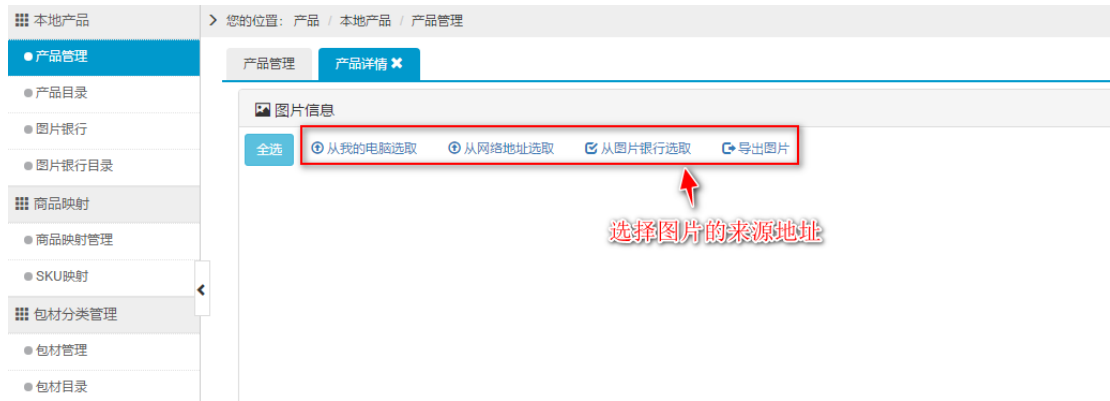 本地产品
您的位置：产品 / 本地产品 / 产品管理
产品管理
产品目录
图片银行
图片银行目录
商品映射
商品映射管理
SKU映射
包材分类管理
包材管理
包材目录
产品管理 产品详情
图片信息
全选 从我的电脑选取 从网络地址选取 从图片银行选取 导出图片
选择图片的来源地址